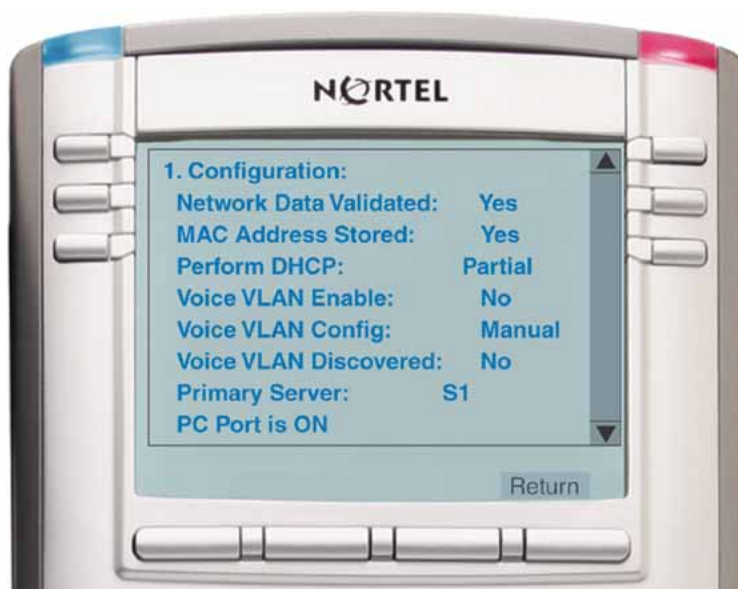 NORTEL
1. Configuration:
Network Data Validated: Yes
MAC Address Stored: Yes
Perform DHCP: Partial
Voice VLAN Enable: No
Voice VLAN Config: Manual
Voice VLAN Discovered: No
Primary Server: S1
PC Port is ON
Return